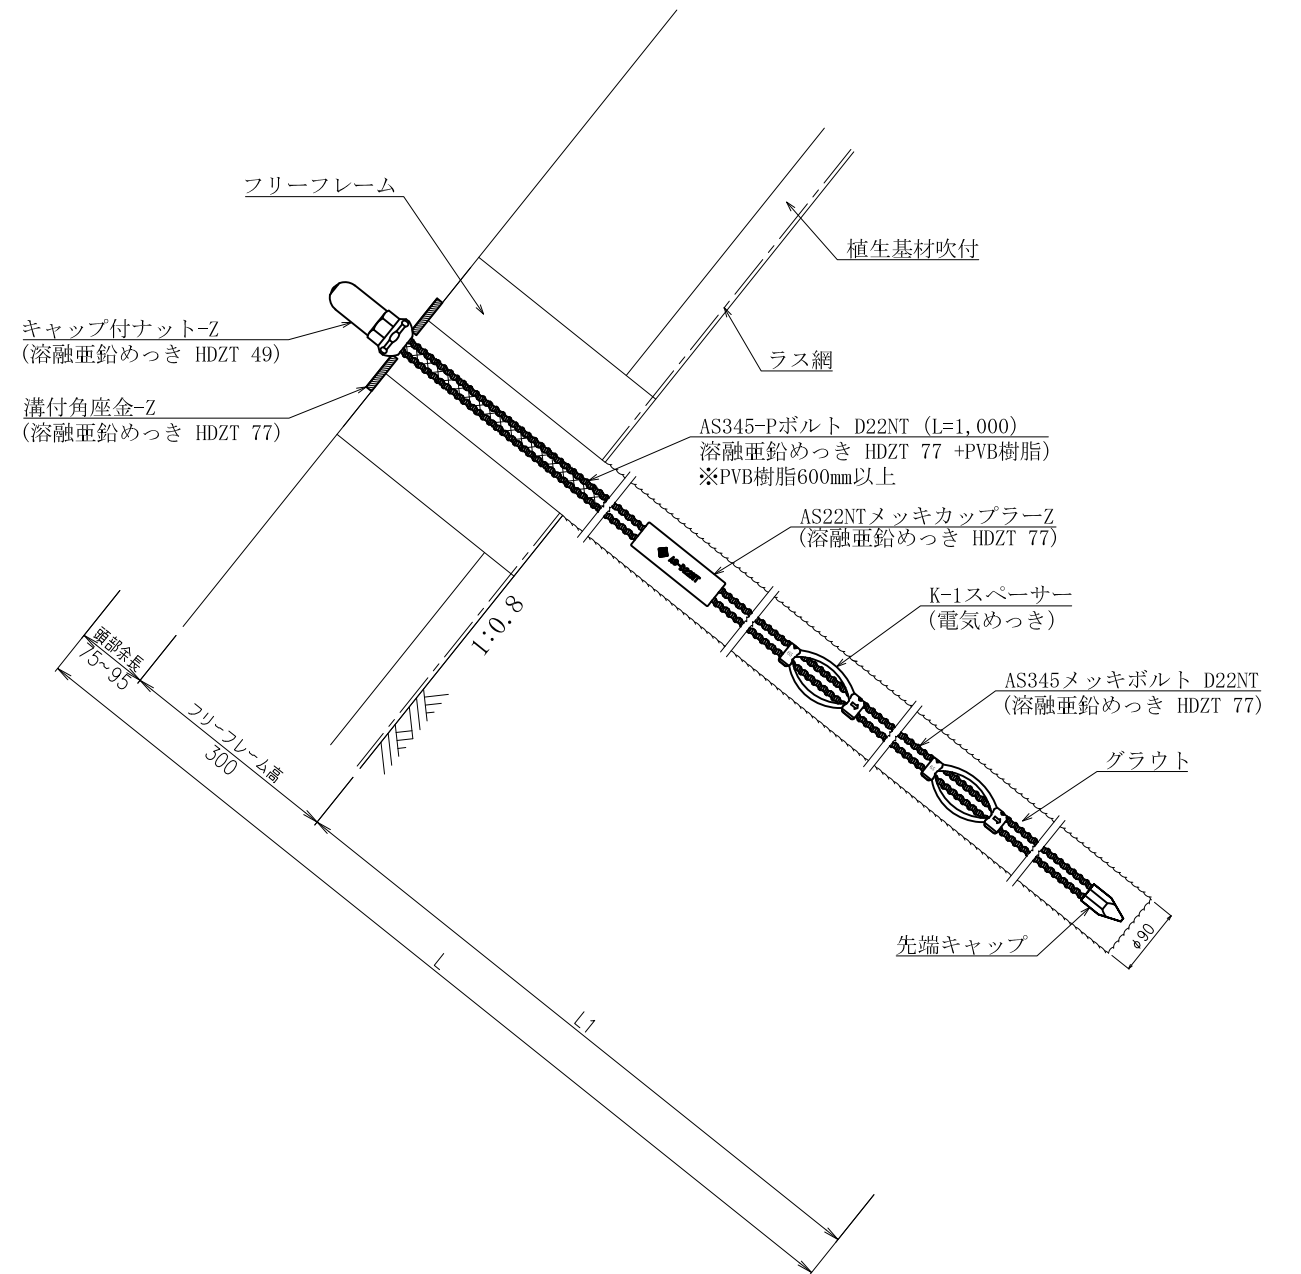 フリーフレーム
植生基材吹付
キャップ付ナット-Z
(溶融亜鉛めっき HDZT 49)
ラス網
溝付角座金-Z
(溶融亜鉛めっき HDZT 77)
AS345-Pボルト D22NT (L=1,000)
溶融亜鉛めっき HDZT 77 +PVB樹脂)
※PVB樹脂600mm以上
AS22NTメッキカップラーZ
(溶融亜鉛めっき HDZT 77)
K-1スペーサー
(電気めっき)
1:0.8
頭部余長
75~95
AS345メッキボルト D22NT
(溶融亜鉛めっき HDZT 77)
フリーフレーム高
300
グラウト
先端キャップ
φ90
L
L1